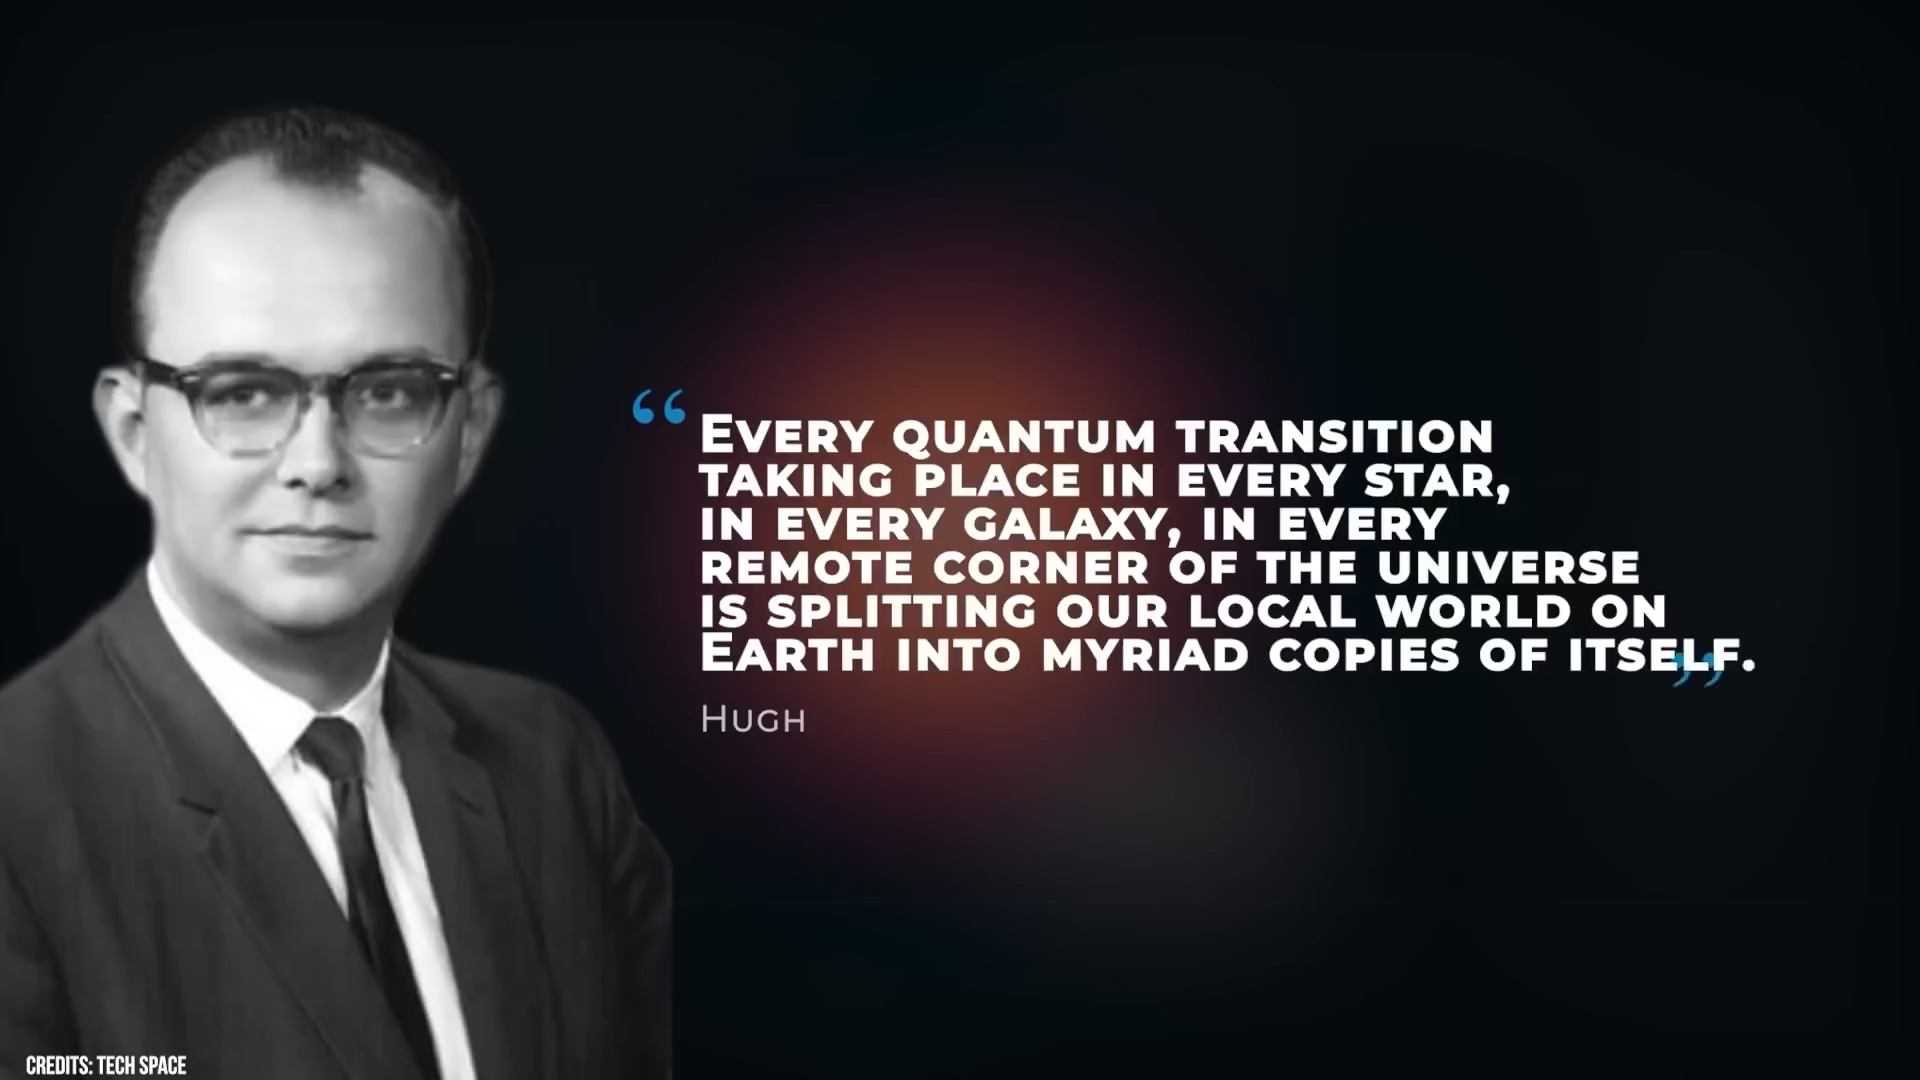 “Every quantum transition
taking place in every star,
in every galaxy, in every
remote corner of the universe
is splitting our local world on
Earth into myriad copies of itself.”
Hugh
CREDITS: TECH SPACE